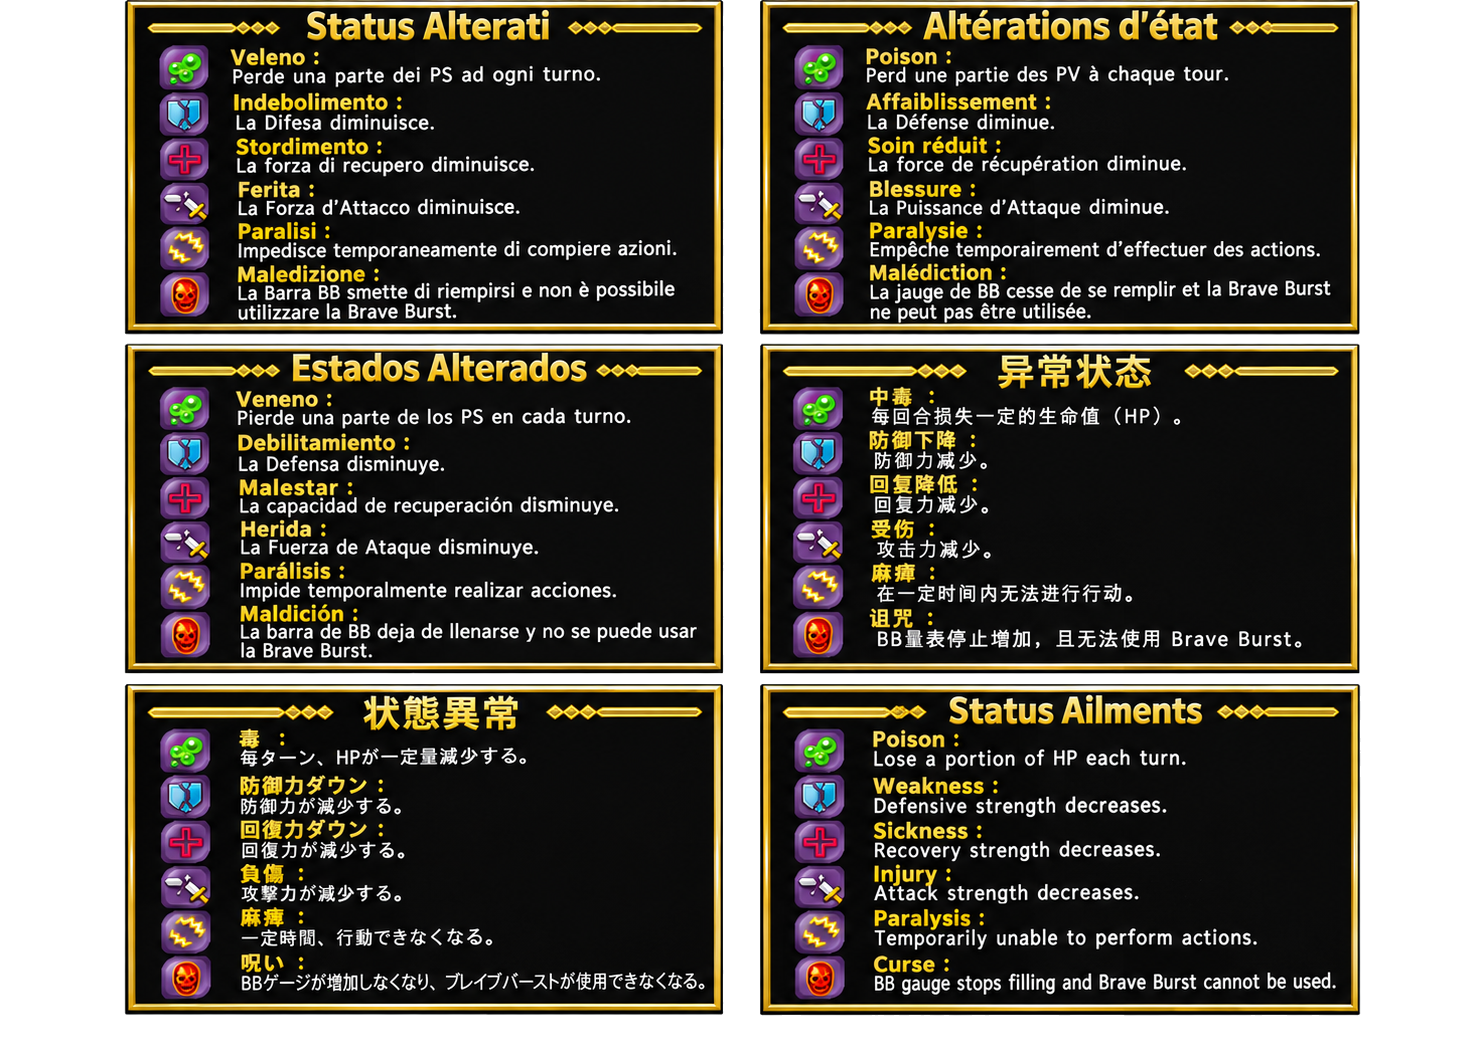 Status Alterati
Veleno :
Perde una parte dei PS ad ogni turno.
Indebolimento :
La Difesa diminuisce.
Stordimento :
La forza di recupero diminuisce.
Ferita :
La Forza d'Attacco diminuisce.
Paralisi :
Impedisce temporaneamente di compiere azioni.
Maledizione :
La Barra BB smette di riempirsi e non è possibile
utilizzare la Brave Burst.
Altérations d'état
Poison :
Perd une partie des PV à chaque tour.
Affaiblissement :
La Défense diminue.
Soin réduit :
La force de récupération diminue.
Blessure :
La Puissance d'Attaque diminue.
Paralysie :
Empêche temporairement d'effectuer des actions.
Malédiction :
La jauge de BB cesse de se remplir et la Brave Burst
ne peut pas être utilisée.
Estados Alterados
Veneno :
Pierde una parte de los PS en cada turno.
Debilitamiento :
La Defensa disminuye.
Malestar :
La capacidad de recuperación disminuye.
Herida :
La Fuerza de Ataque disminuye.
Parálisis :
Impide temporalmente realizar acciones.
Maldición :
La barra de BB deja de llenarse y no se puede usar
la Brave Burst.
异常状态
中毒 :
每回合损失一定的生命值（HP）。
防御下降 :
防御力减少。
回复降低 :
回复力减少。
受伤 :
攻击力减少。
麻痺 :
在一定时间内无法进行行动。
诅咒 :
BB量表停止增加，且无法使用 Brave Burst。
状態異常
毒 :
毎ターン、HPが一定量減少する。
防御力ダウン :
防御力が減少する。
回復力ダウン :
回復力が減少する。
負傷 :
攻撃力が減少する。
麻痺 :
一定時間、行動できなくなる。
呪い :
BBゲージが増加しなくなり、ブレイブバーストが使用できなくなる。
Status Ailments
Poison :
Lose a portion of HP each turn.
Weakness :
Defensive strength decreases.
Sickness :
Recovery strength decreases.
Injury :
Attack strength decreases.
Paralysis :
Temporarily unable to perform actions.
Curse :
BB gauge stops filling and Brave Burst cannot be used.